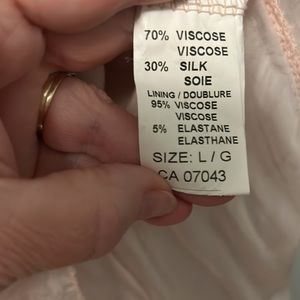 70% VISCOSE
VISCOSE
30% SILK
SOIE
LINING / DOUBLURE
95% VISCOSE
VISCOSE
5% ELASTANE
ELASTHANE
SIZE: L / G
CA 07043